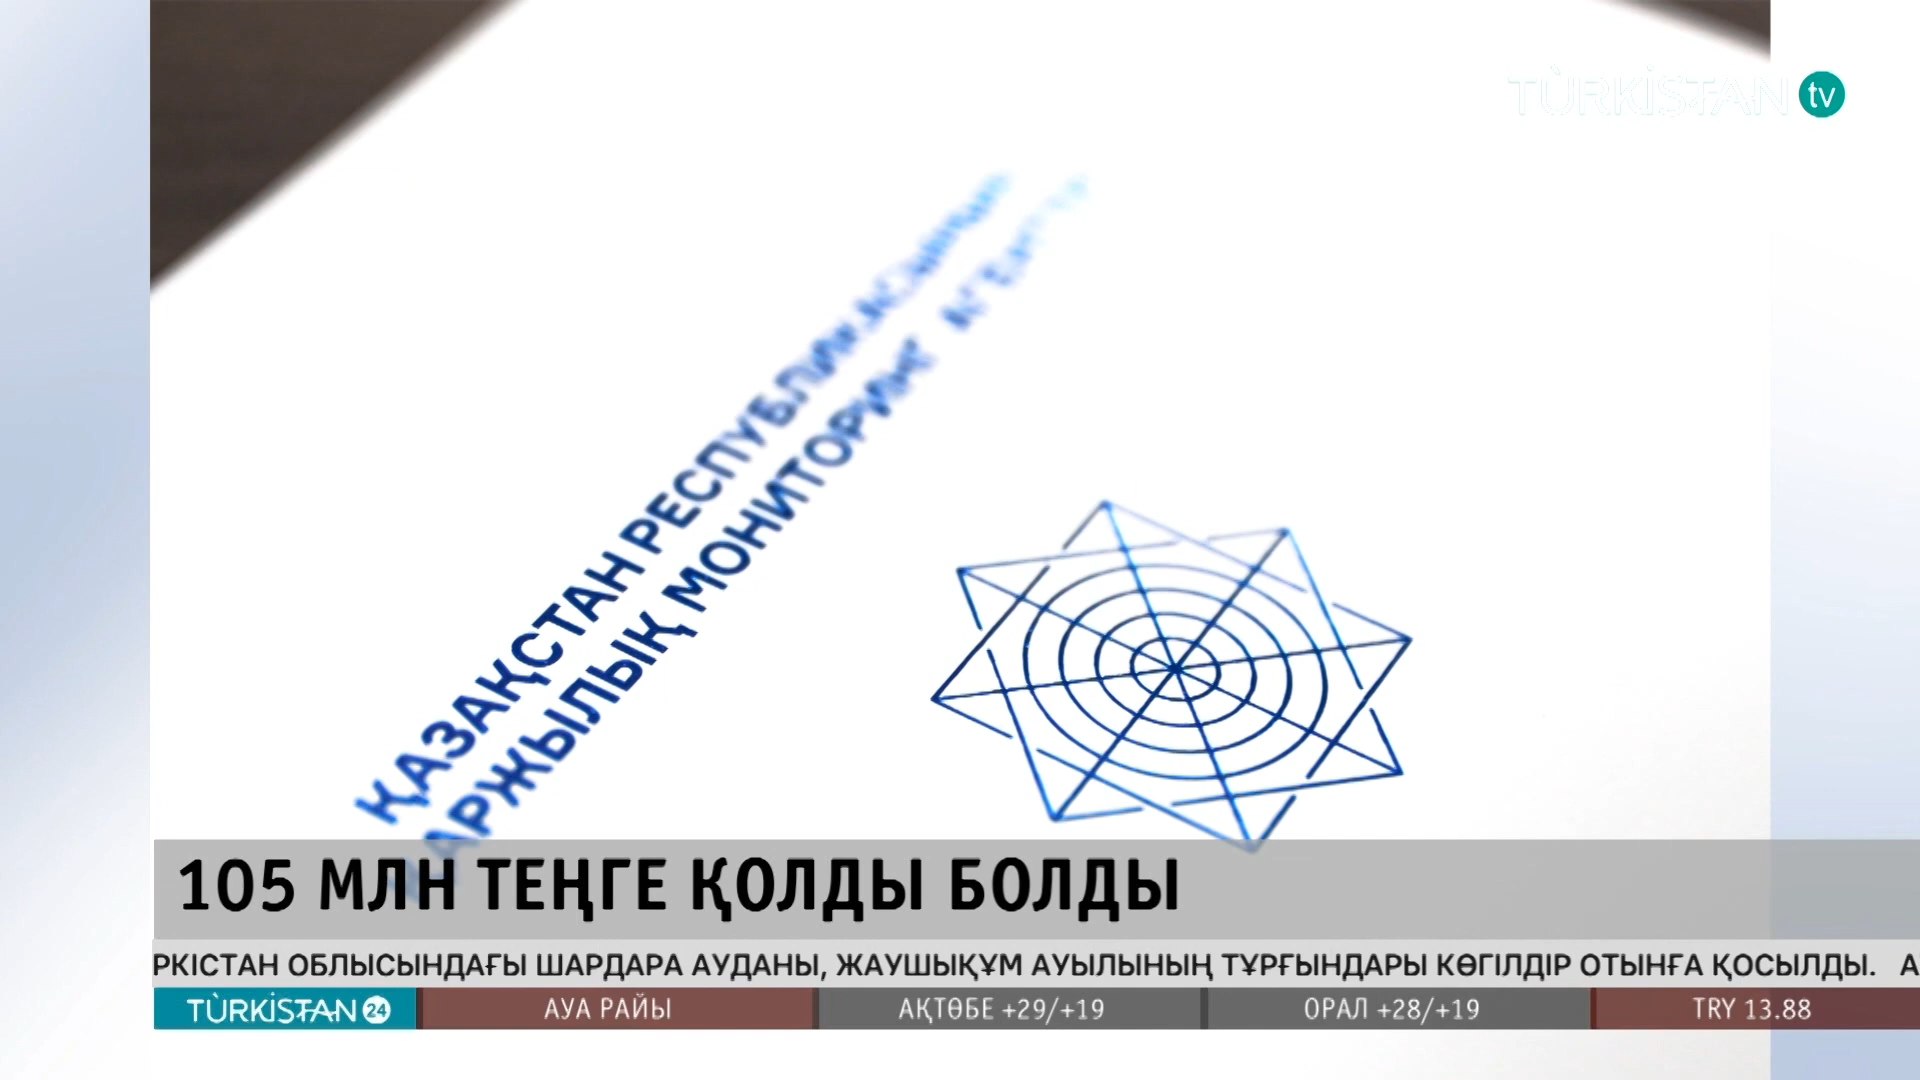 TÜRKİSTAN tv
ҚАЗАҚСТАН РЕСПУБЛИКАСЫНЫҢ
ҚАРЖЫЛЫҚ МОНИТОРИНГ
105 МЛН ТЕҢГЕ ҚОЛДЫ БОЛДЫ
РКІСТАН ОБЛЫСЫНДАҒЫ ШАРДАРА АУДАНЫ, ЖАУШЫҚҰМ АУЫЛЫНЫҢ ТҰРҒЫНДАРЫ КӨГІЛДІР ОТЫНҒА ҚОСЫЛДЫ.
TÜRKİSTAN 24
АУА РАЙЫ
АҚТӨБЕ +29/+19
ОРАЛ +28/+19
TRY 13.88